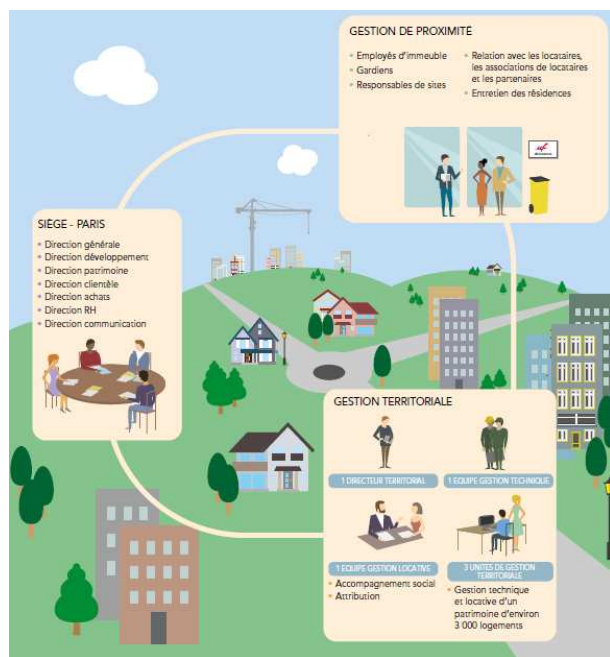 GESTION DE PROXIMITÉ
• Employés d'immeuble
• Gardiens
• Responsables de sites
• Relation avec les locataires,
les associations de locataires
et les partenaires
• Entretien des résidences
SIÈGE - PARIS
• Direction générale
• Direction développement
• Direction patrimoine
• Direction clientèle
• Direction achats
• Direction RH
• Direction communication
GESTION TERRITORIALE
1 DIRECTEUR TERRITORIAL
1 EQUIPE GESTION TECHNIQUE
1 EQUIPE GESTION LOCATIVE
• Accompagnement social
• Attribution
3 UNITES DE GESTION
TERRITORIALE
• Gestion technique
et locative d'un
patrimoine d'environ
3 000 logements